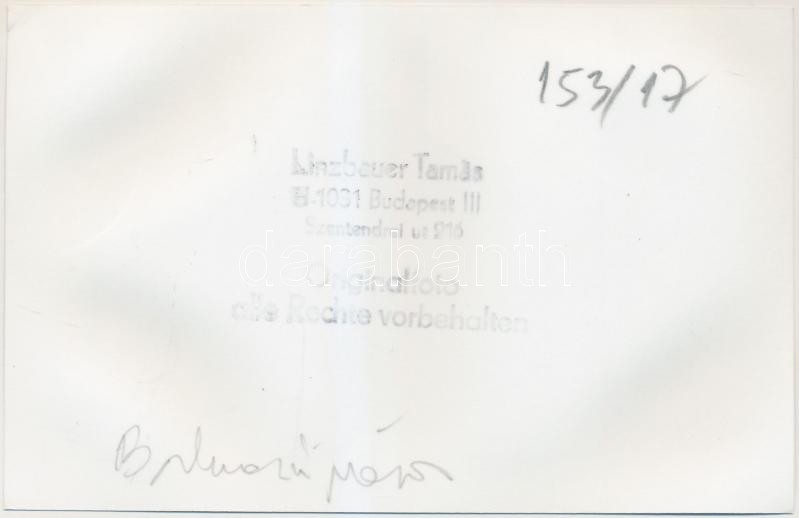 153/17
Linzbauer Tamás
H-1031 Budapest III
Szentendrei ut 216
darabanth
Originalfoto
alle Rechte vorbehalten